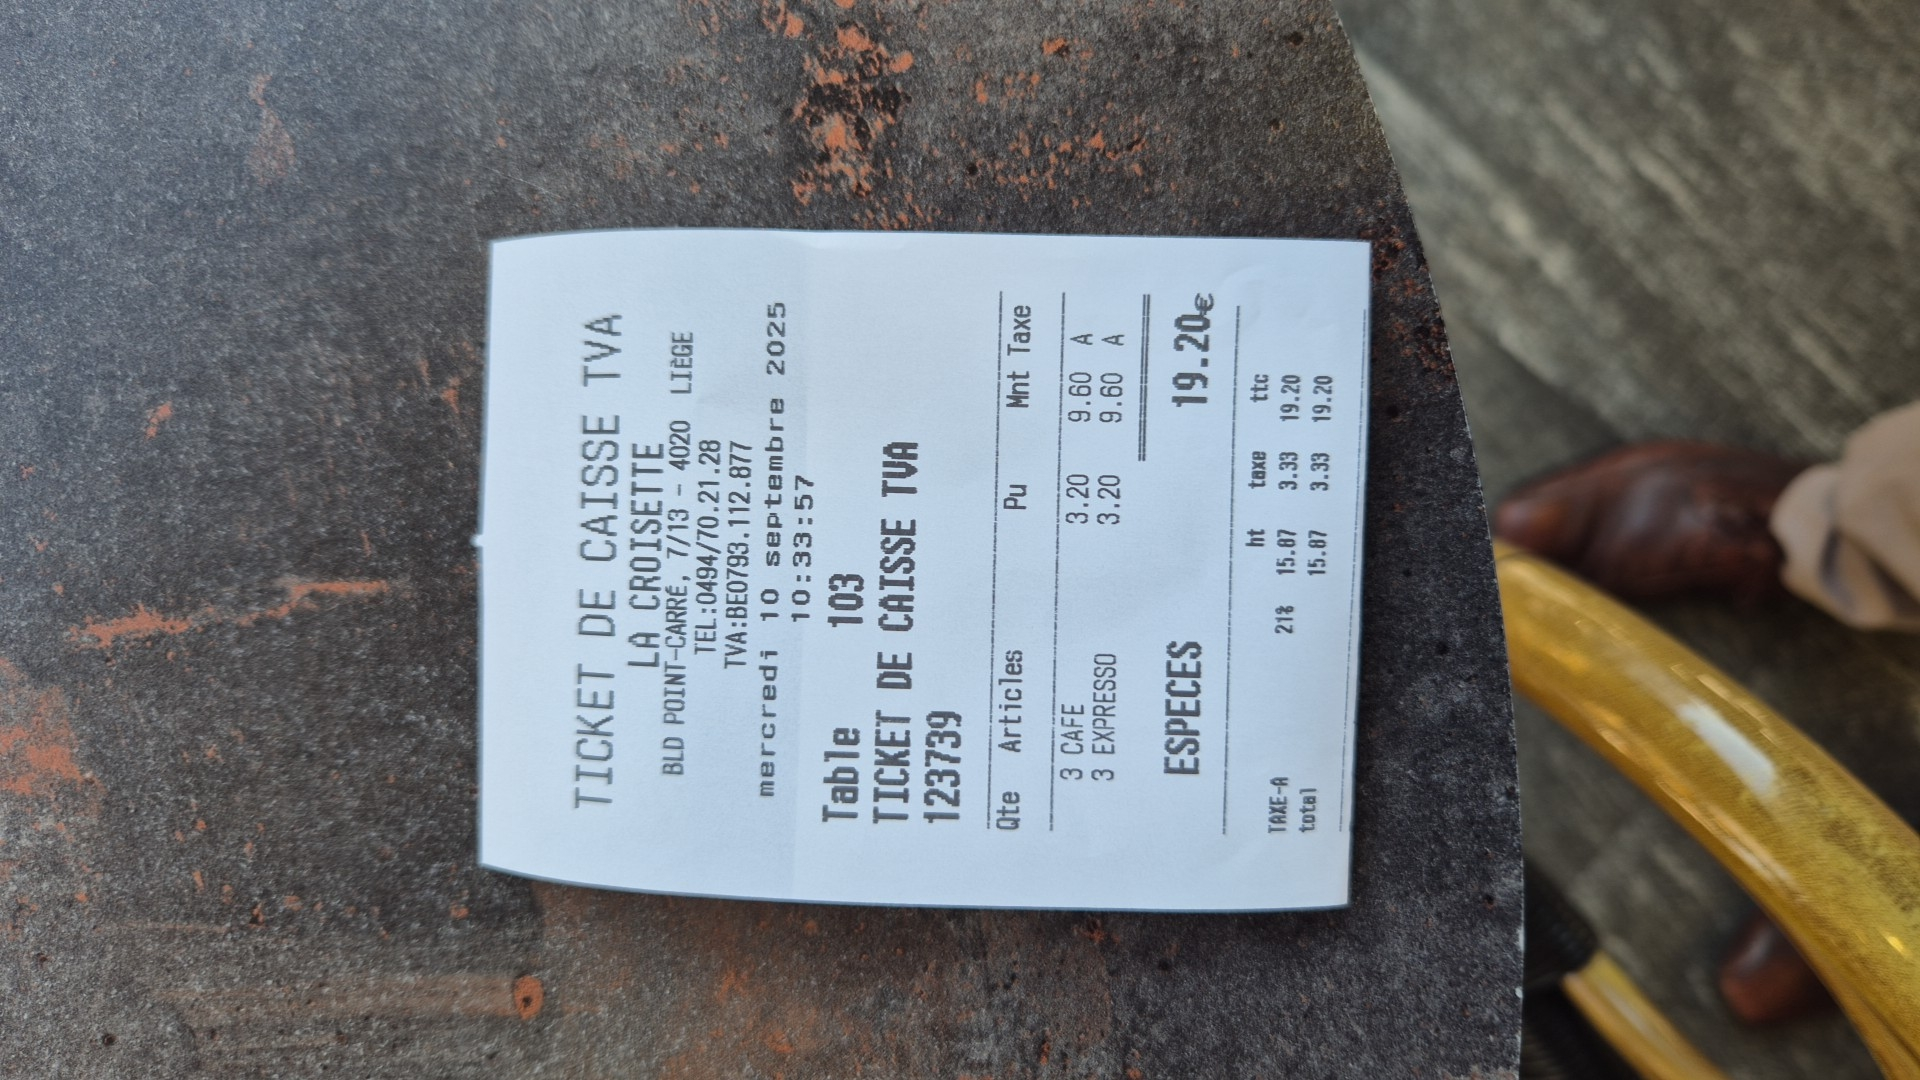 TICKET DE CAISSE TVA
LA CROISETTE
BLD POINT-CARRÉ, 7/13 - 4020 LIÈGE
TEL:0494/70.21.28
TVA:BE0793.112.877
mercredi 10 septembre 2025
10:33:57
Table 103
TICKET DE CAISSE TVA
123739
Qte Articles Pu Mnt Taxe
3 CAFE 3.20 9.60 A
3 EXPRESSO 3.20 9.60 A
ESPECES 19.20€
ht taxe ttc
TAXE-A 21% 15.87 3.33 19.20
total 15.87 3.33 19.20